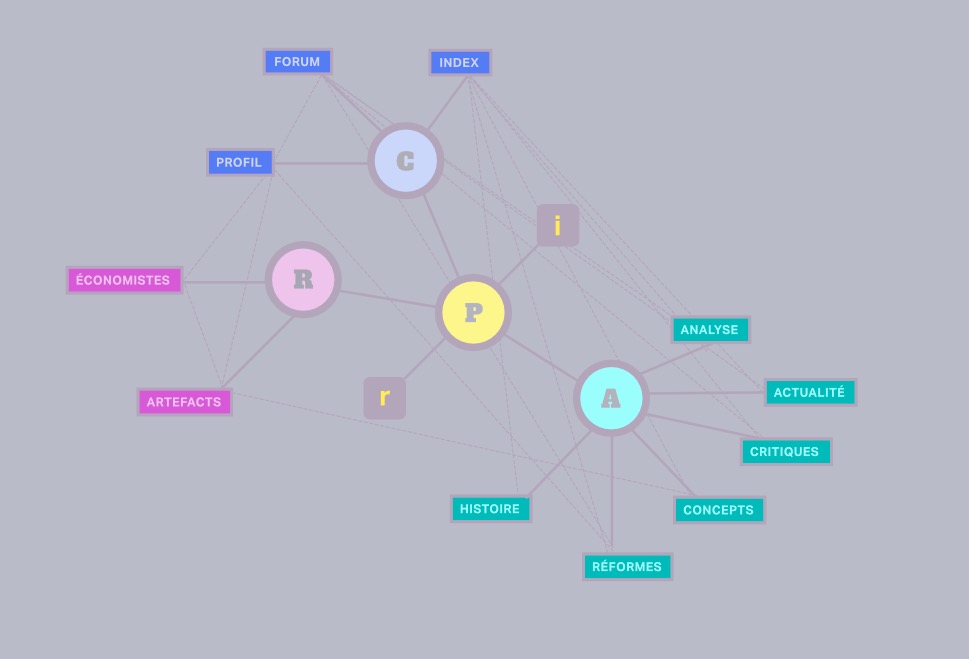 FORUM
INDEX
C
PROFIL
i
R
ÉCONOMISTES
P
ANALYSE
r
A
ACTUALITÉ
ARTEFACTS
CRITIQUES
HISTOIRE
CONCEPTS
RÉFORMES